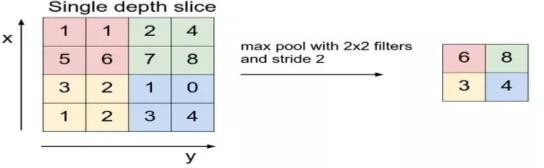 Single depth slice
x
1 1 2 4
5 6 7 8
3 2 1 0
1 2 3 4
y
max pool with 2x2 filters
and stride 2
6 8
3 4